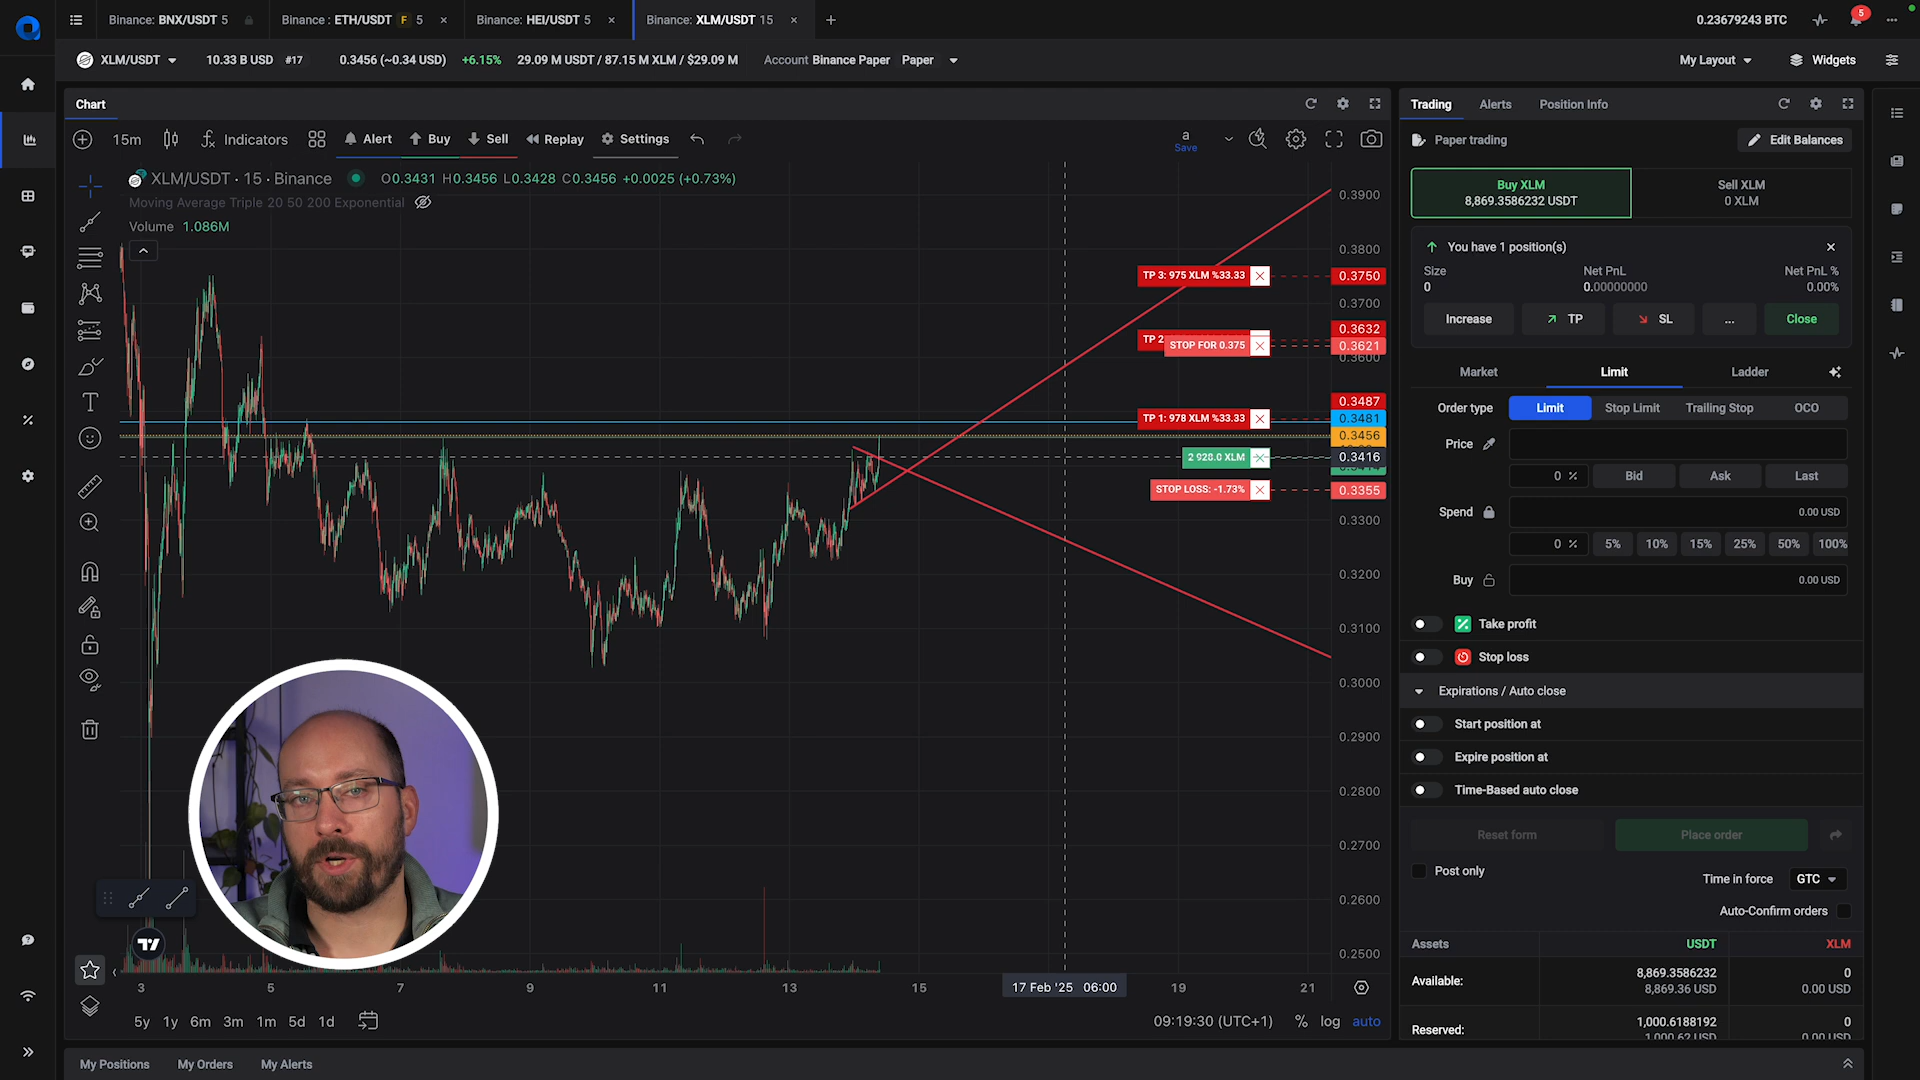 Binance: BNX/USDT 5
Binance : ETH/USDT F 5
Binance: HEI/USDT 5
Binance: XLM/USDT 15
0.23679243 BTC
5
XLM/USDT
10.33 B USD #17
0.3456 (~0.34 USD)
+6.15%
29.09 M USDT / 87.15 M XLM / $29.09 M
Account Binance Paper
Paper
My Layout
Widgets
Chart
15m
Indicators
Alert
Buy
Sell
Replay
Settings
a
Save
XLM/USDT · 15 · Binance
O0.3431 H0.3456 L0.3428 C0.3456 +0.0025 (+0.73%)
Moving Average Triple 20 50 200 Exponential
Volume 1.086M
0.3900
0.3800
TP 3: 975 XLM %33.33
0.3750
0.3700
0.3632
TP 2
STOP FOR 0.375
0.3621
0.3600
0.3487
TP 1: 978 XLM %33.33
0.3481
0.3456
2 928.0 XLM
0.3416
STOP LOSS: -1.73%
0.3355
0.3300
0.3200
0.3100
0.3000
0.2900
0.2800
0.2700
0.2600
0.2500
3
5
7
9
11
13
15
17 Feb '25 06:00
19
21
5y
1y
6m
3m
1m
5d
1d
09:19:30 (UTC+1)
%
log
auto
My Positions
My Orders
My Alerts
Trading
Alerts
Position Info
Paper trading
Edit Balances
Buy XLM
8,869.3586232 USDT
Sell XLM
0 XLM
You have 1 position(s)
Size
Net PnL
Net PnL %
0
0.00000000
0.00%
Increase
TP
SL
...
Close
Market
Limit
Ladder
Order type
Limit
Stop Limit
Trailing Stop
OCO
Price
0 %
Bid
Ask
Last
Spend
0.00 USD
0 %
5%
10%
15%
25%
50%
100%
Buy
0.00 USD
Take profit
Stop loss
Expirations / Auto close
Start position at
Expire position at
Time-Based auto close
Reset form
Place order
Post only
Time in force
GTC
Auto-Confirm orders
Assets
USDT
XLM
Available:
8,869.3586232
0
8,869.36 USD
0.00 USD
Reserved:
1,000.6188192
0
1,000.62 USD
0.00 USD